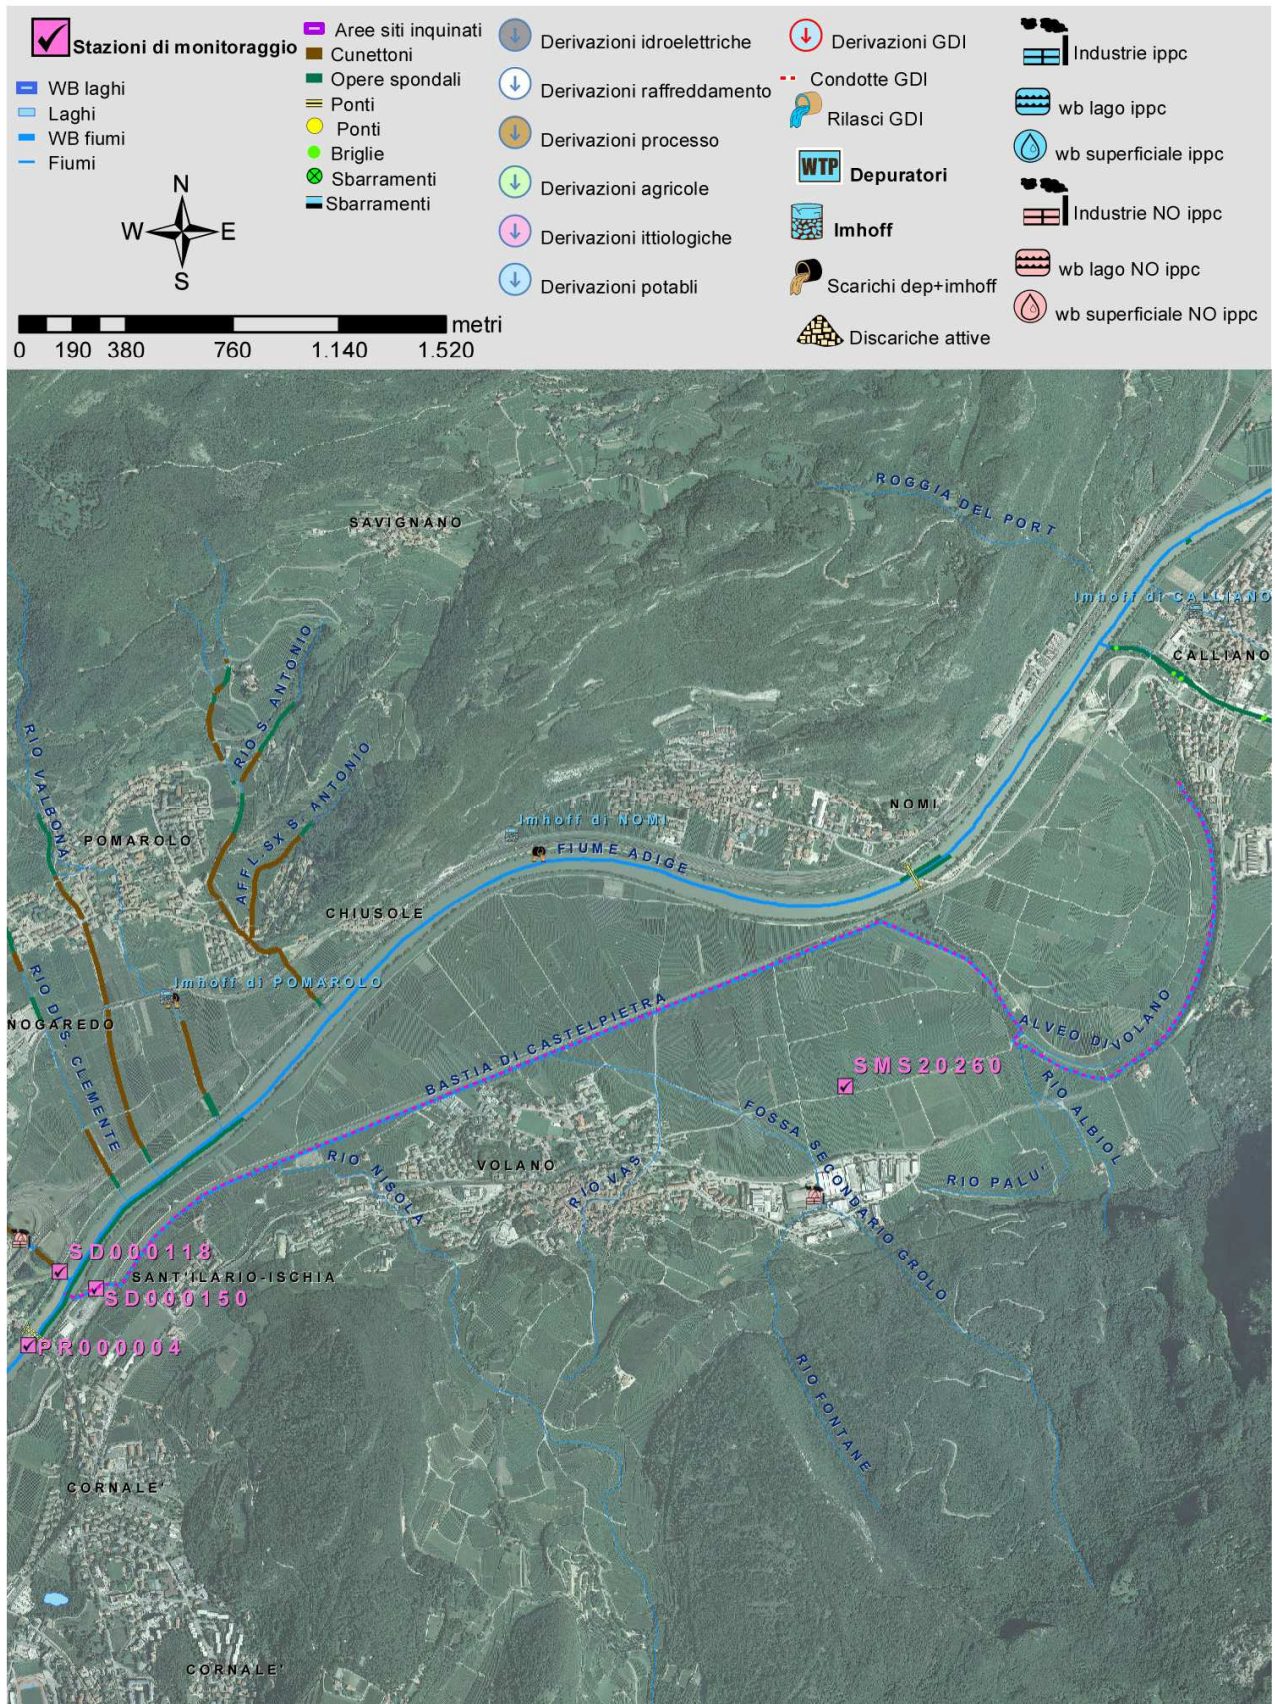 Stazioni di monitoraggio
WB laghi
Laghi
WB fiumi
Fiumi
N
W
E
S
Aree siti inquinati
Cunettoni
Opere spondali
Ponti
Ponti
Briglie
Sbarramenti
Sbarramenti
Derivazioni idroelettriche
Derivazioni raffreddamento
Derivazioni processo
Derivazioni agricole
Derivazioni ittiologiche
Derivazioni potabli
Derivazioni GDI
Condotte GDI
Rilasci GDI
WTP Depuratori
Imhoff
Scarichi dep+imhoff
Discariche attive
Industrie ippc
wb lago ippc
wb superficiale ippc
Industrie NO ippc
wb lago NO ippc
wb superficiale NO ippc
metri
0 190 380 760 1.140 1.520
ROGGIA DEL PORT
SAVIGNANO
Imhoff di CALLIANO
CALLIANO
RIO S. ANTONIO
RIO VALBONA
AFFL SX S. ANTONIO
POMAROLO
NOMI
Imhoff di NOMI
FIUME ADIGE
CHIUSOLE
Imhoff di POMAROLO
RIO DI S. CLEMENTE
NOGAREDO
BASTIA DI CASTELPIETRA
ALVEO DI VOLANO
SMS20260
RIO ALBIOL
FOSSA SECONDARIO GROLO
RIO NISOLA
VOLANO
RIO VAS
RIO PALU'
SD000118
SANT'ILARIO-ISCHIA
SD000150
PR000004
RIO FONTANE
CORNALE'
CORNALE'